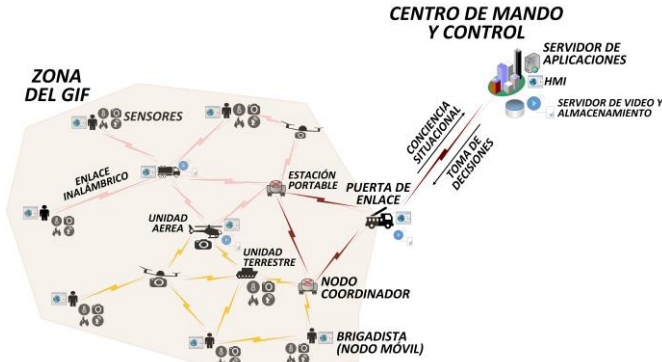 CENTRO DE MANDO
Y CONTROL
SERVIDOR DE
APLICACIONES
HMI
SERVIDOR DE VIDEO Y
ALMACENAMIENTO
ZONA
DEL GIF
SENSORES
CONCIENCIA
SITUACIONAL
TOMA DE
DECISIONES
ENLACE
INALÁMBRICO
ESTACIÓN
PORTABLE
PUERTA DE
ENLACE
UNIDAD
AEREA
UNIDAD
TERRESTRE
NODO
COORDINADOR
BRIGADISTA
(NODO MÓVIL)